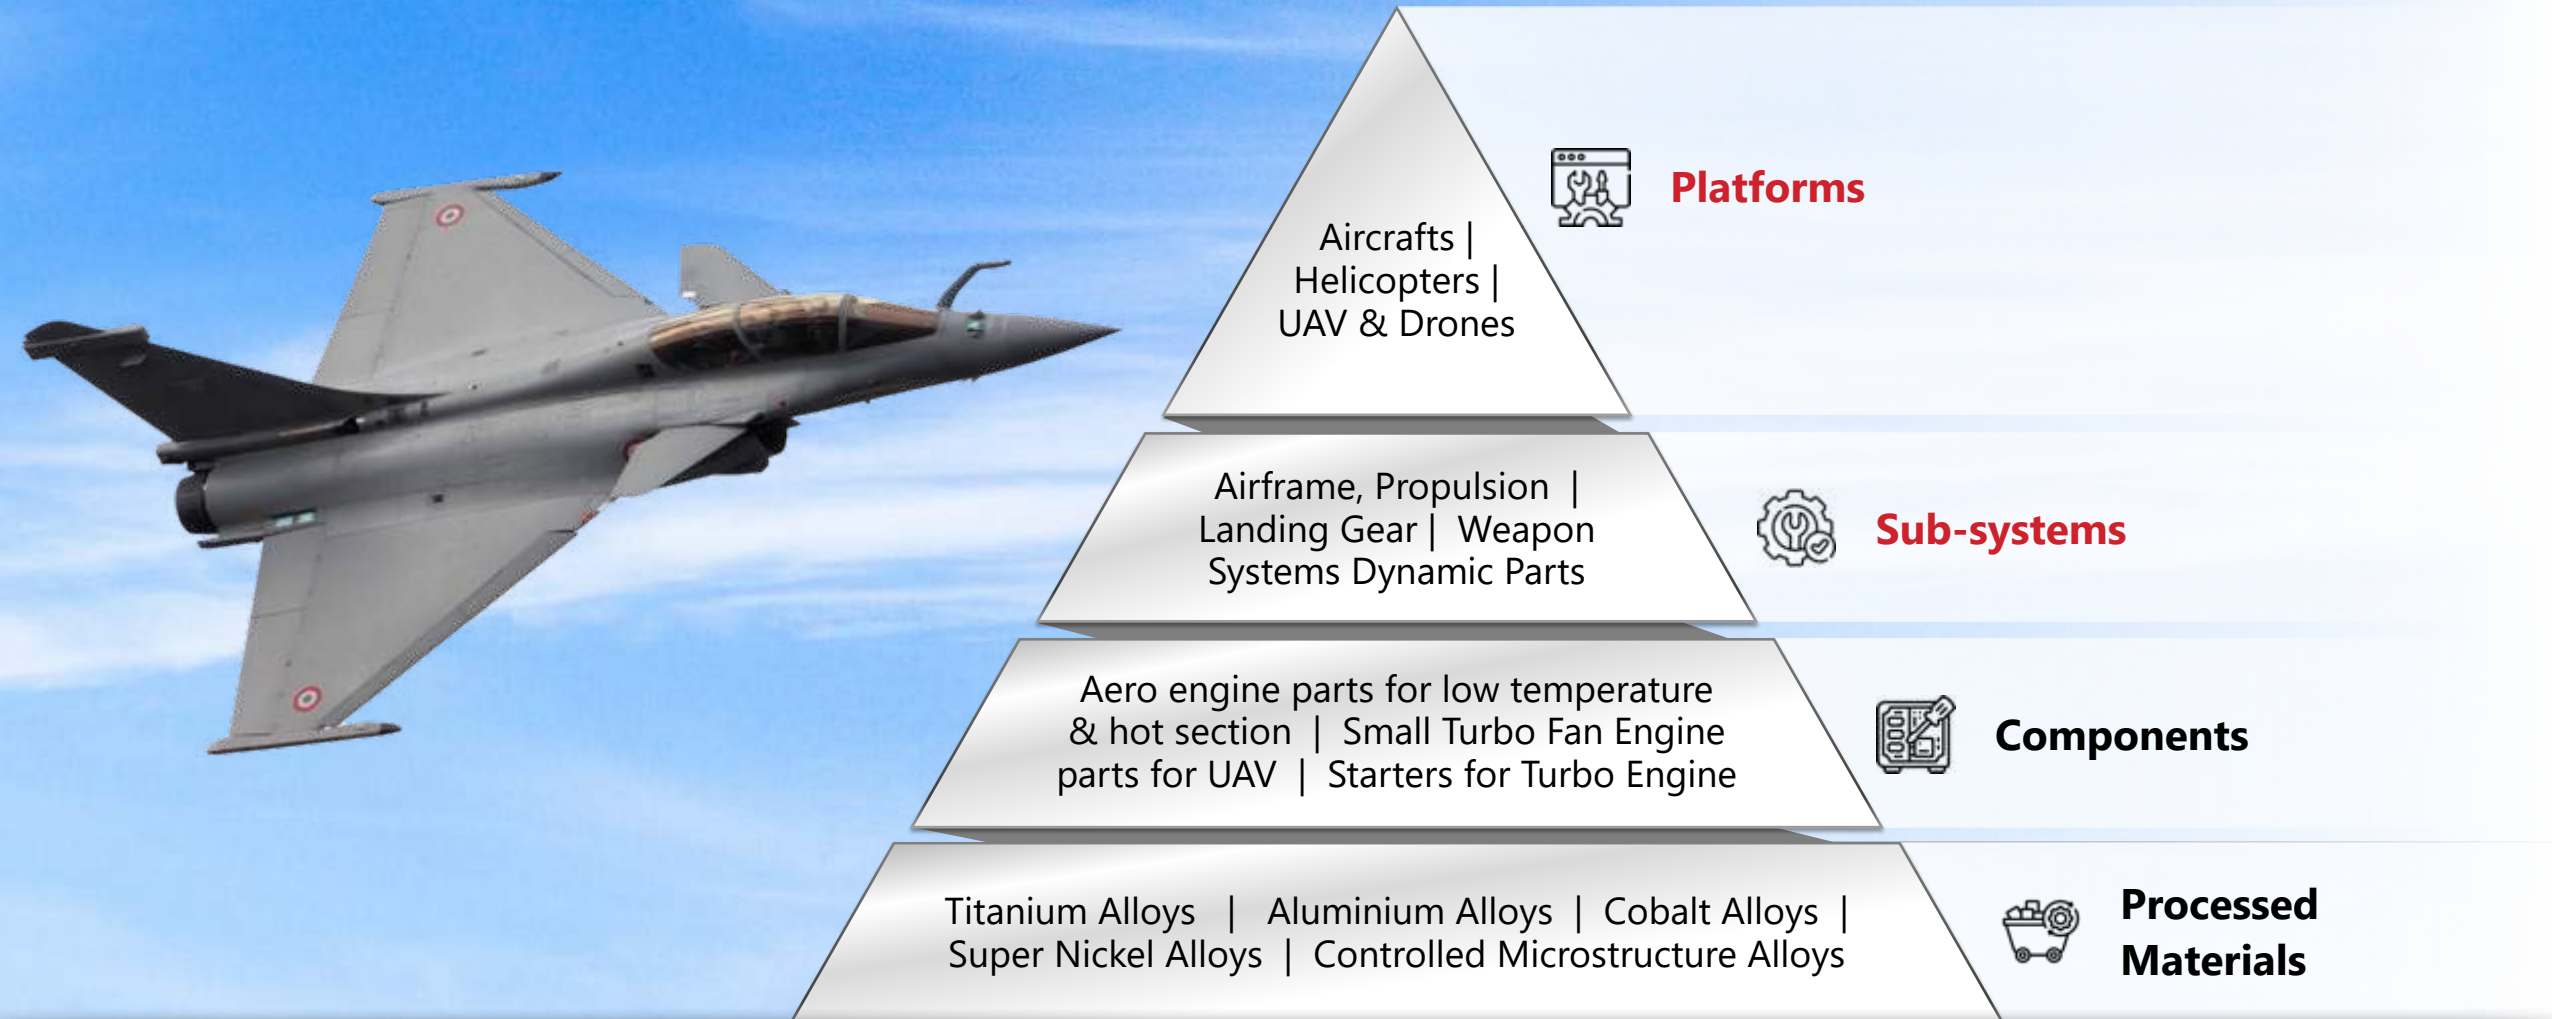 Platforms
Aircrafts |
Helicopters |
UAV & Drones
Airframe, Propulsion |
Landing Gear | Weapon
Systems Dynamic Parts
Sub-systems
Aero engine parts for low temperature
& hot section | Small Turbo Fan Engine
parts for UAV | Starters for Turbo Engine
Components
Titanium Alloys | Aluminium Alloys | Cobalt Alloys |
Super Nickel Alloys | Controlled Microstructure Alloys
Processed
Materials